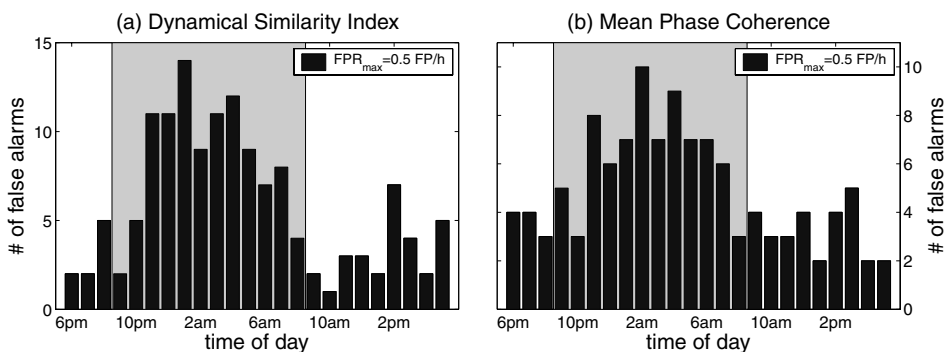 (a) Dynamical Similarity Index
15
10
5
0
# of false alarms
FPR_max=0.5 FP/h
6pm 10pm 2am 6am 10am 2pm
time of day
(b) Mean Phase Coherence
FPR_max=0.5 FP/h
10
8
6
4
2
0
# of false alarms
6pm 10pm 2am 6am 10am 2pm
time of day